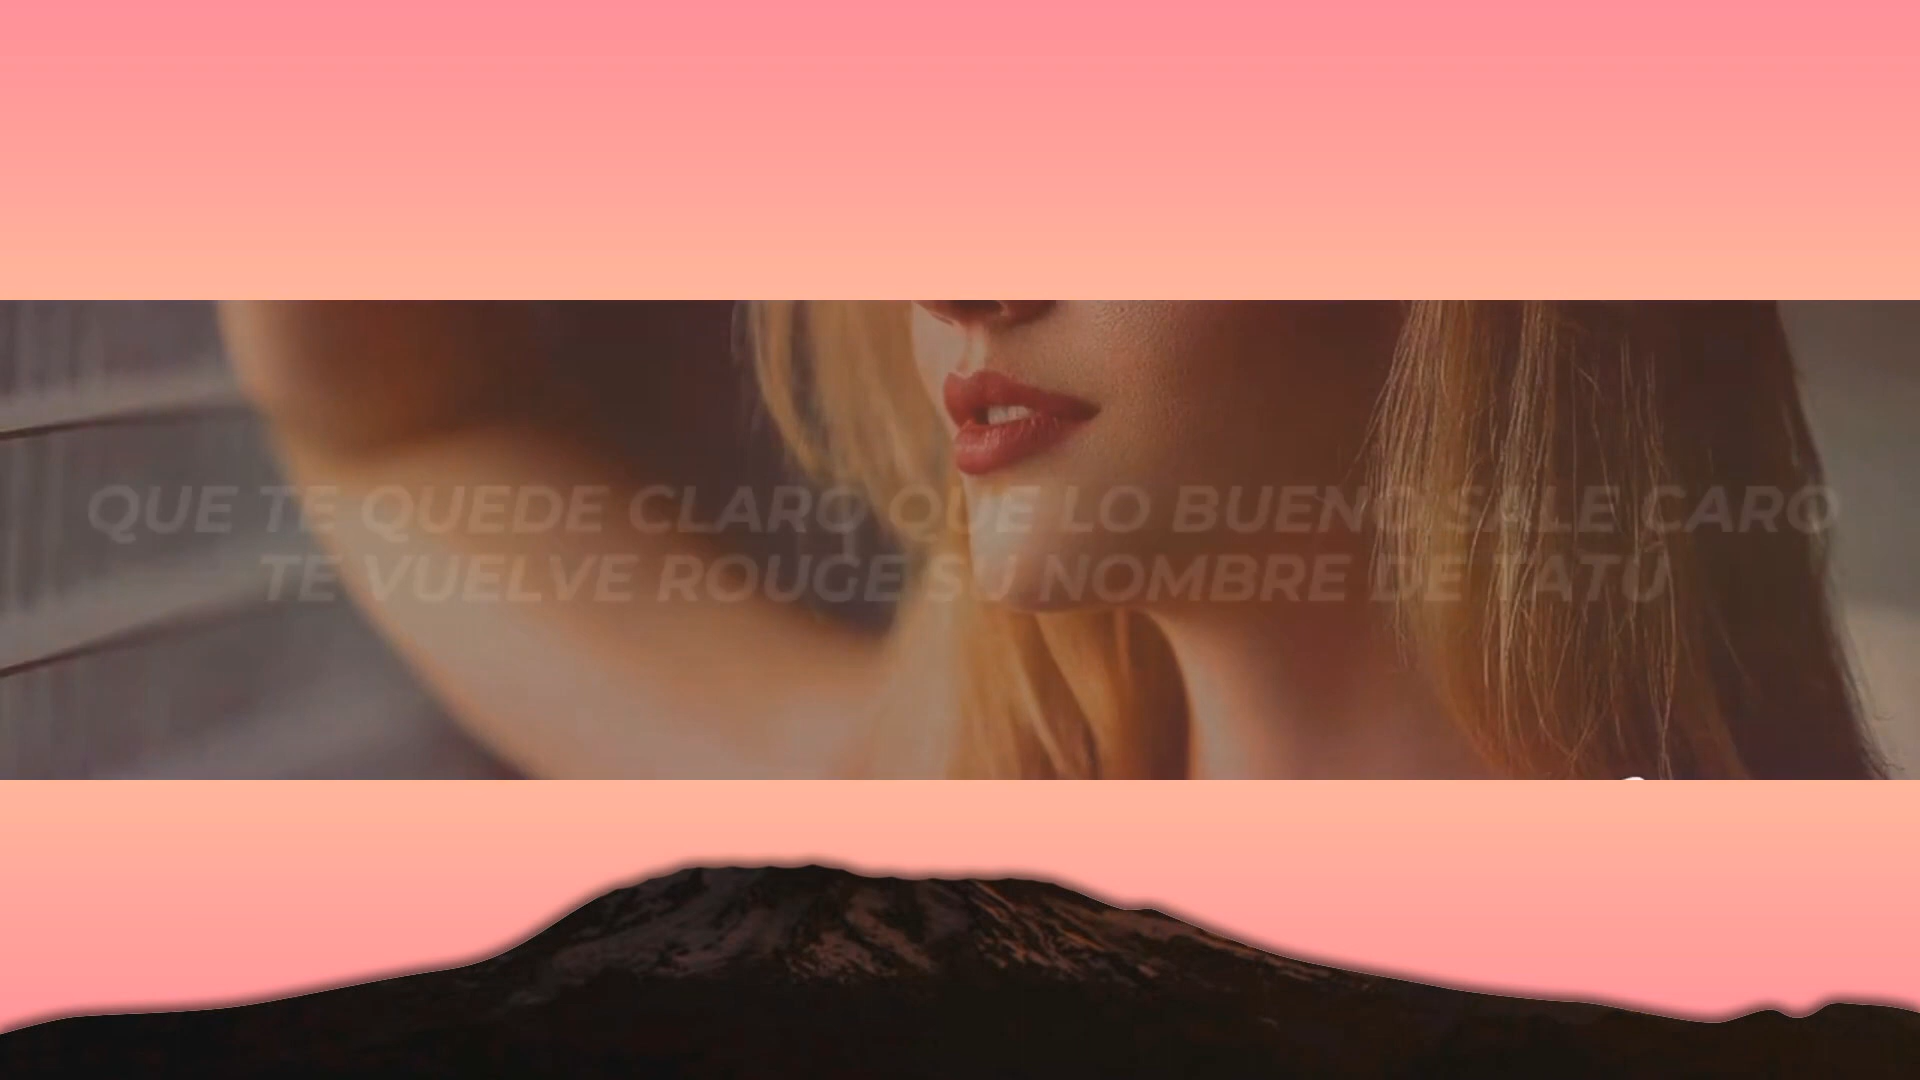 QUE TE QUEDE CLARO QUE LO BUENO SALE CARO
TE VUELVE ROUGE SU NOMBRE DE TATÚ